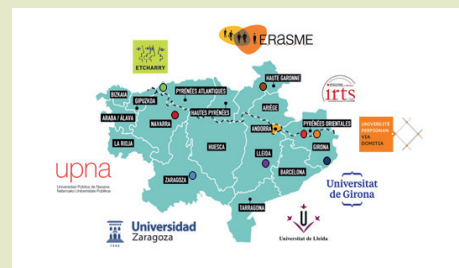 iERASME
ETCHARRY
HAUTE GARONNE
PYRÉNÉES ATLANTIQUES
BIZKAIA
GIPUZKOA
irts
ARIÉGE
HAUTES PYRÉNÉES
ARABA / ÁLAVA
NAVARRA
ANDORRA
PYRÉNÉES ORIENTALES
UNIVERSITÉ
PERPIGNAN
VIA
DOMITIA
LA RIOJA
HUESCA
GIRONA
LLEIDA
upna
BARCELONA
ZARAGOZA
Universidad Pública de Navarra
Nafarroako Unibertsitate Publikoa
Universitat
de Girona
TARRAGONA
Universidad
Zaragoza
Universitat de Lleida